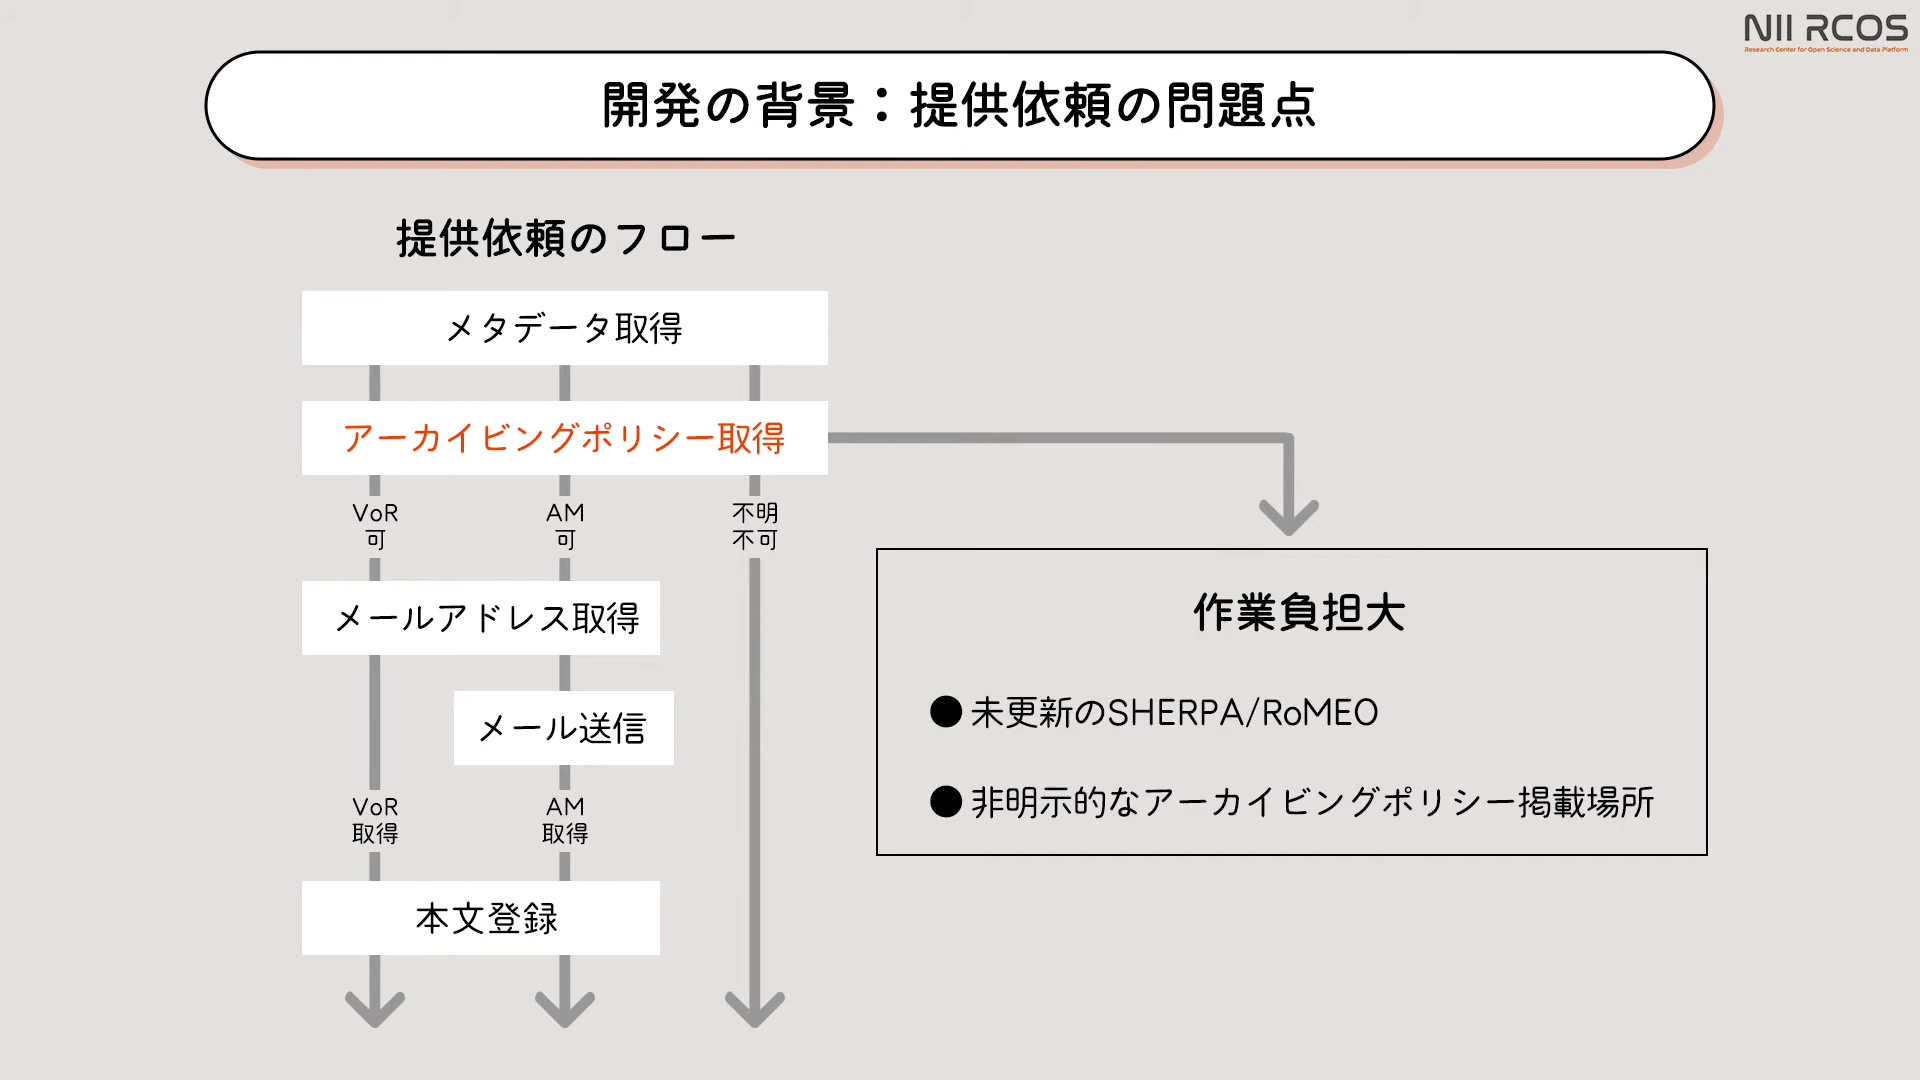 NII RCOS
Research Center for Open Science and Data Platform
開発の背景：提供依頼の問題点
提供依頼のフロー
メタデータ取得
アーカイビングポリシー取得
VoR
可
AM
可
不明
不可
メールアドレス取得
メール送信
VoR
取得
AM
取得
本文登録
作業負担大
●未更新のSHERPA/RoMEO
●非明示的なアーカイビングポリシー掲載場所